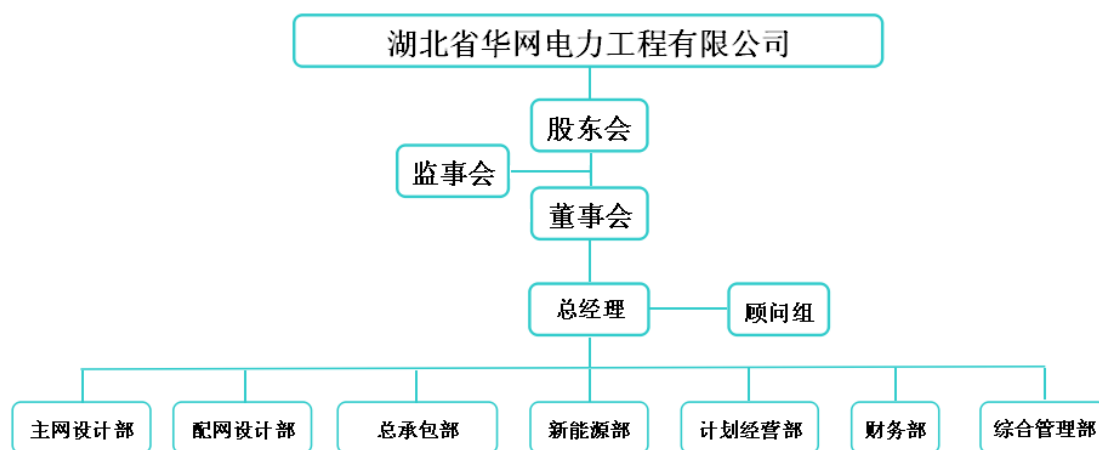 湖北省华网电力工程有限公司
股东会
监事会
董事会
总经理
顾问组
主网设计部
配网设计部
总承包部
新能源部
计划经营部
财务部
综合管理部